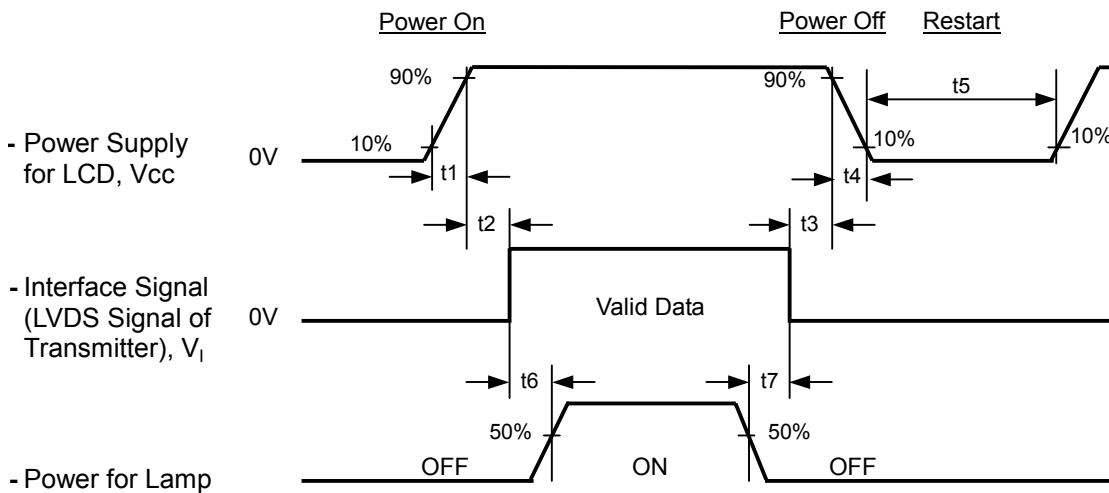 Power On
Power Off
Restart
90%
90%
t5
- Power Supply
for LCD, Vcc
0V
10%
10%
10%
t1
t4
t2
t3
- Interface Signal
(LVDS Signal of
Transmitter), VI
0V
Valid Data
t6
t7
50%
50%
- Power for Lamp
OFF
ON
OFF